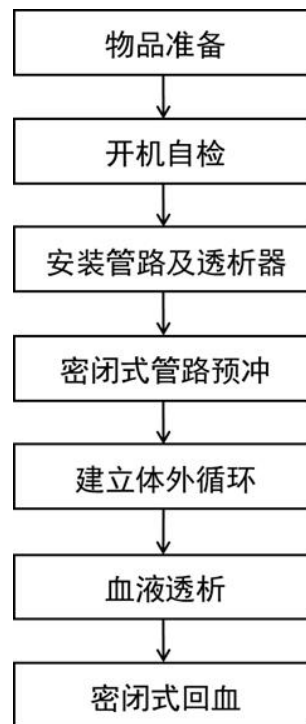 物品准备
开机自检
安装管路及透析器
密闭式管路预冲
建立体外循环
血液透析
密闭式回血